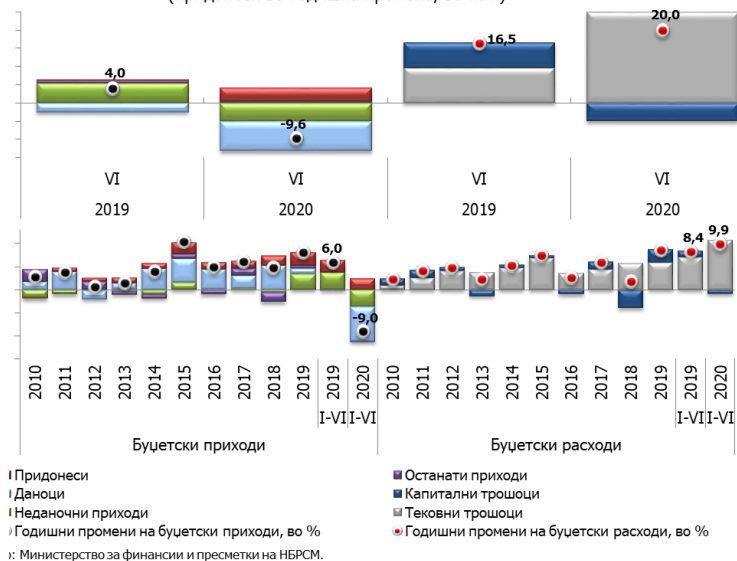 4,0
-9,6
16,5
20,0
VI VI VI VI
2019 2020 2019 2020
6,0
-9,0
8,4
9,9
2010 2011 2012 2013 2014 2015 2016 2017 2018 2019 2019 2020 2010 2011 2012 2013 2014 2015 2016 2017 2018 2019 2019 2020
I-VI I-VI I-VI I-VI
Буџетски приходи Буџетски расходи
Придонеси Останати приходи
Даноци Капитални трошоци
Неданочни приходи Тековни трошоци
Годишни промени на буџетски приходи, во % Годишни промени на буџетски расходи, во %
: Министерство за финансии и пресметки на НБРСМ.